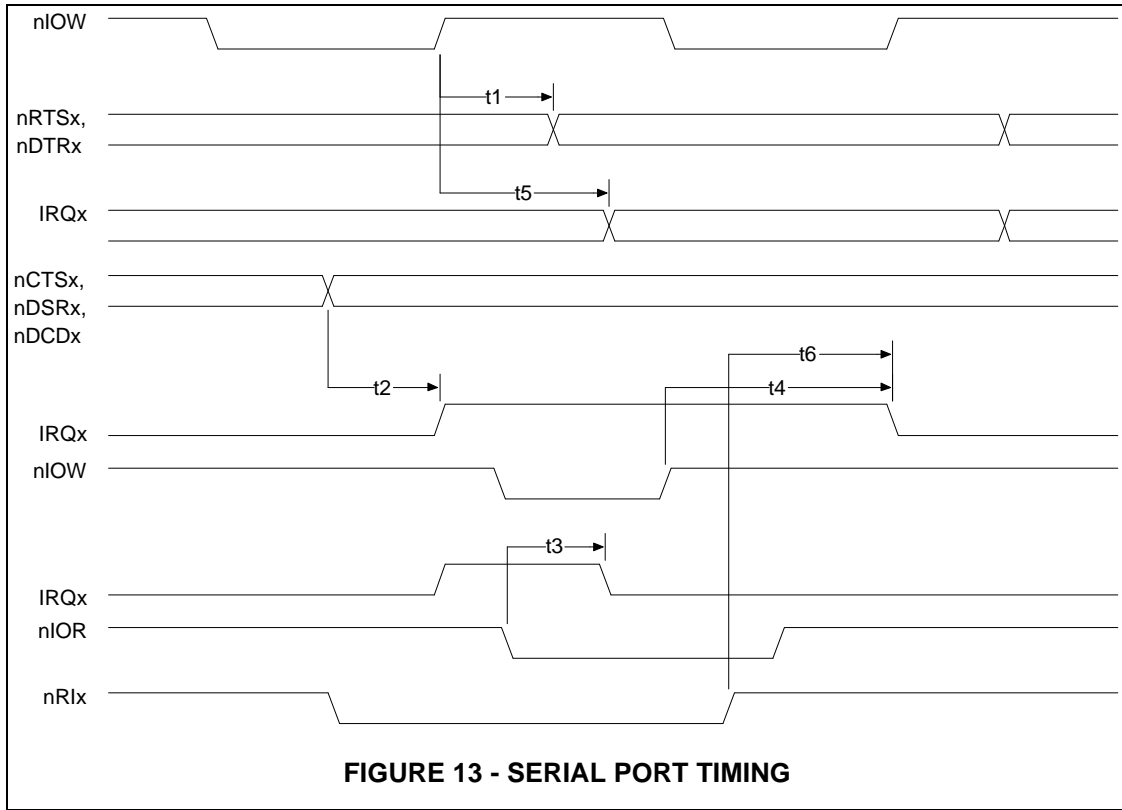 nIOW
t1
nRTSx,
nDTRx
t5
IRQx
nCTSx,
nDSRx,
nDCDx
t6
t2
t4
IRQx
nIOW
t3
IRQx
nIOR
nRIx
FIGURE 13 - SERIAL PORT TIMING